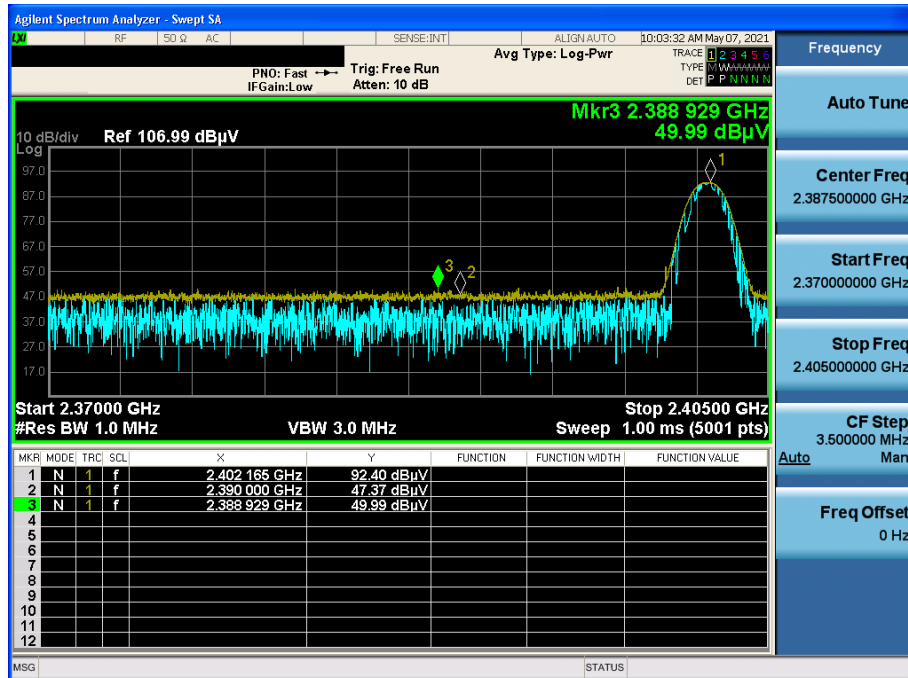 Agilent Spectrum Analyzer - Swept SA
LXI RF 50 Ω AC SENSE:INT ALIGN AUTO 10:03:32 AM May 07, 2021
Frequency
Avg Type: Log-Pwr TRACE 1 2 3 4 5 6
PNO: Fast Trig: Free Run TYPE M W W W W W
IFGain:Low Atten: 10 dB DET P P N N N N
Auto Tune
Mkr3 2.388 929 GHz
10 dB/div Ref 106.99 dBµV 49.99 dBµV
Log
97.0
87.0
77.0
67.0
57.0
47.0
37.0
27.0
17.0
1
3
2
Center Freq
2.387500000 GHz
Start Freq
2.370000000 GHz
Stop Freq
2.405000000 GHz
Start 2.37000 GHz Stop 2.40500 GHz
#Res BW 1.0 MHz VBW 3.0 MHz Sweep 1.00 ms (5001 pts)
CF Step
3.500000 MHz
Auto Man
MKR MODE TRC SCL X Y FUNCTION FUNCTION WIDTH FUNCTION VALUE
1 N 1 f 2.402 165 GHz 92.40 dBµV
2 N 1 f 2.390 000 GHz 47.37 dBµV
3 N 1 f 2.388 929 GHz 49.99 dBµV
4
5
6
7
8
9
10
11
12
Freq Offset
0 Hz
MSG STATUS